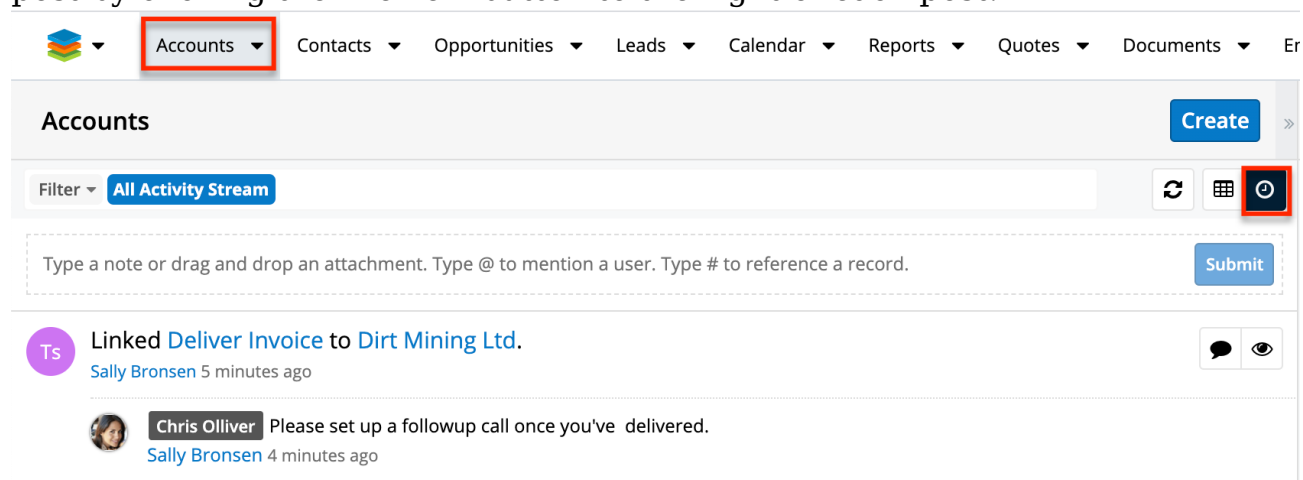 Accounts Contacts Opportunities Leads Calendar Reports Quotes Documents
Accounts Create »
Filter All Activity Stream
Type a note or drag and drop an attachment. Type @ to mention a user. Type # to reference a record. Submit
Ts Linked Deliver Invoice to Dirt Mining Ltd.
Sally Bronsen 5 minutes ago
Chris Olliver Please set up a followup call once you've delivered.
Sally Bronsen 4 minutes ago